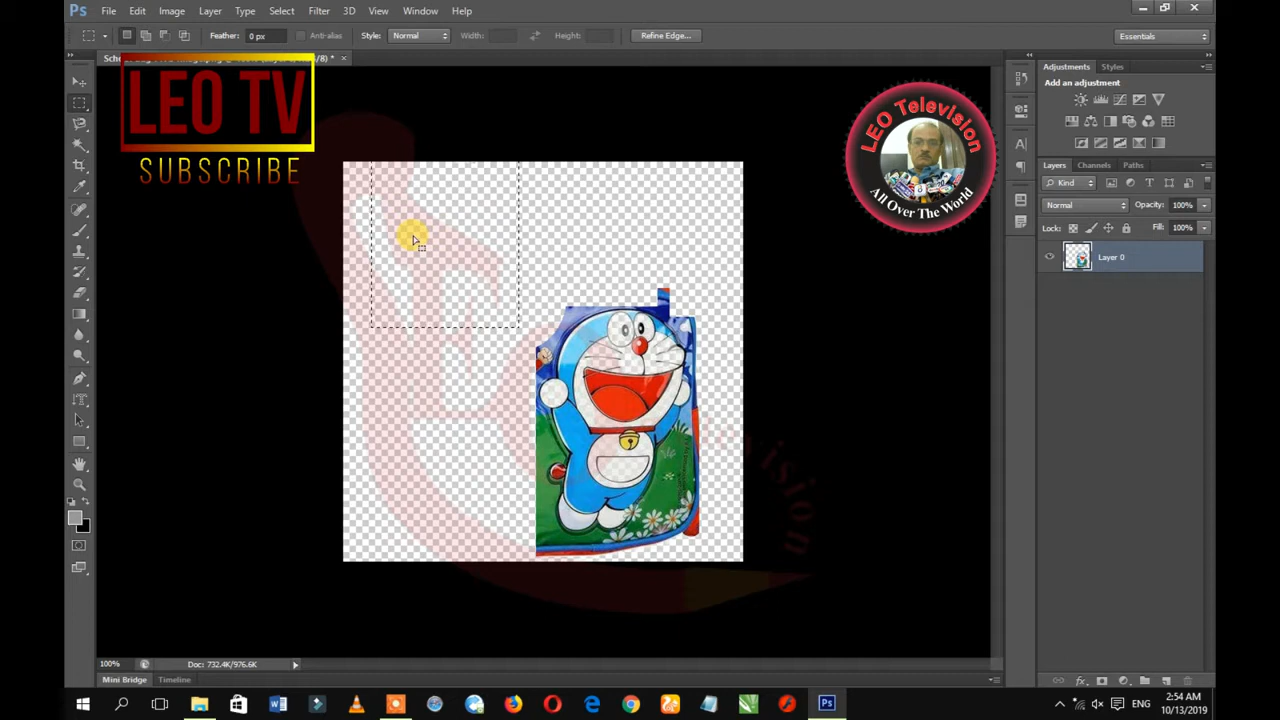 Ps File Edit Image Layer Type Select Filter 3D View Window Help
Feather: 0 px Anti-alias Style: Normal Width: Height: Refine Edge... Essentials
LEO TV
SUBSCRIBE
LEO Television
All Over The World
Adjustments Styles
Add an adjustment
Layers Channels Paths
Kind
Normal Opacity: 100%
Lock: Fill: 100%
Layer 0
100% Doc: 732.4K/976.6K
Mini Bridge Timeline
ENG
2:54 AM
10/13/2019